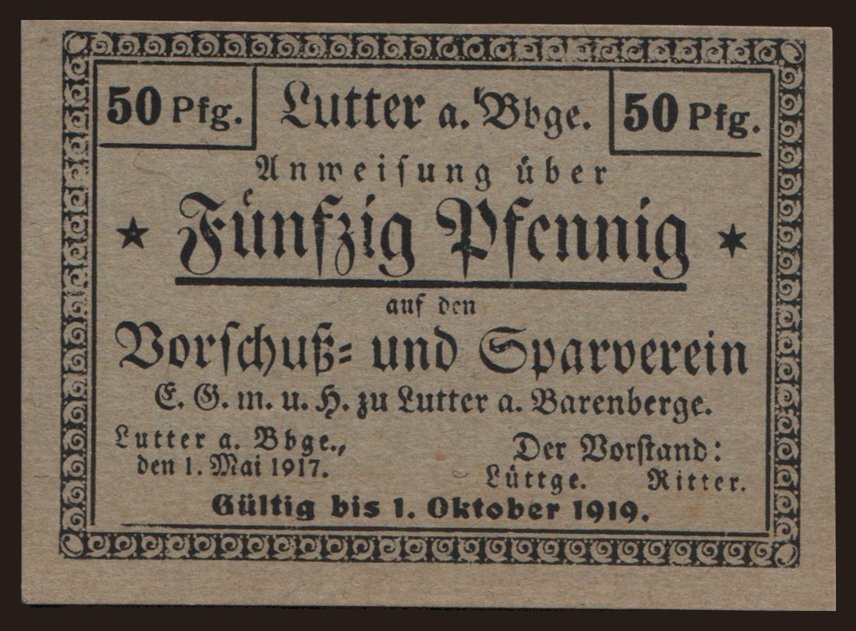 50 Pfg. Lutter a. Bbge. 50 Pfg.
Anweisung über
Fünfzig Pfennig
auf den
Vorschuß- und Sparverein
E. G. m. u. H. zu Lutter a. Barenberge.
Lutter a. Bbge., Der Vorstand:
den 1. Mai 1917. Lüttge. Ritter.
Gültig bis 1. Oktober 1919.